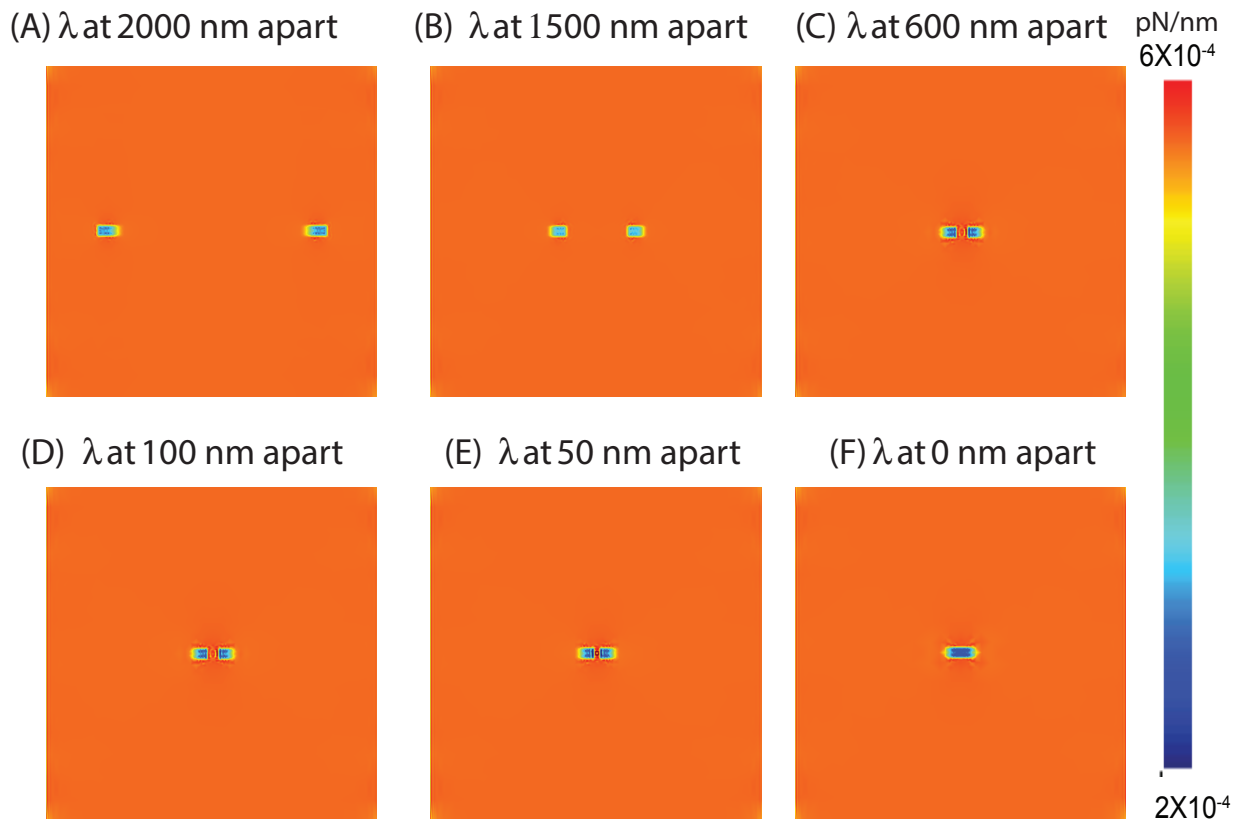 (A) λ at 2000 nm apart
(B) λ at 1500 nm apart
(C) λ at 600 nm apart
pN/nm
6X10⁻⁴
(D) λ at 100 nm apart
(E) λ at 50 nm apart
(F) λ at 0 nm apart
2X10⁻⁴